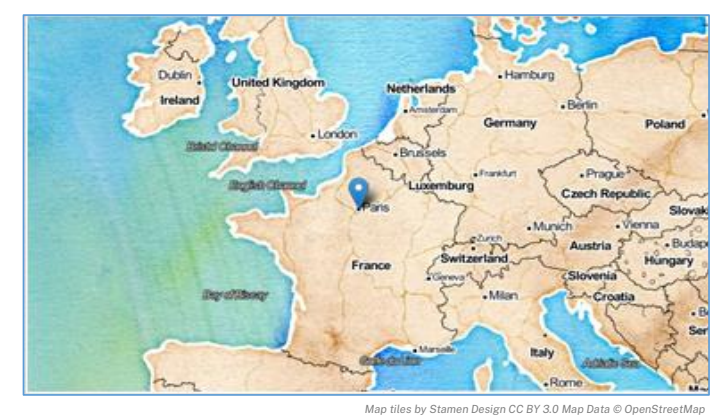 Hamburg
Dublin
United Kingdom
Netherlands
Ireland
Amsterdam
Berlin
Germany
Poland
London
Bristol Channel
Brussels
Frankfurt
Prague
English Channel
Luxemburg
Czech Republic
Paris
Slovak
Munich
Vienna
Zurich
Austria
Budap
France
Switzerland
Hungary
Geneva
Slovenia
Bay of Biscay
Milan
Croatia
Ser
Marseille
Italy
Adriatic Sea
Rome
Map tiles by Stamen Design CC BY 3.0 Map Data © OpenStreetMap